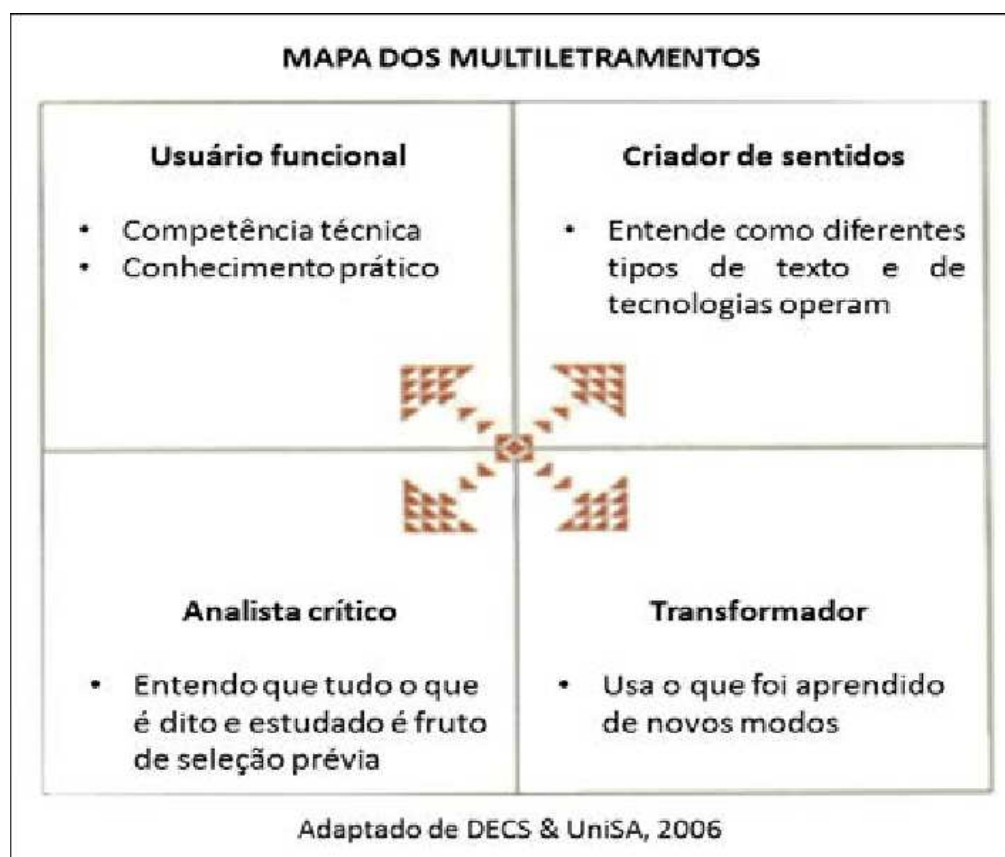 MAPA DOS MULTILETRAMENTOS
Usuário funcional
• Competência técnica
• Conhecimento prático
Criador de sentidos
• Entende como diferentes
tipos de texto e de
tecnologias operam
Analista crítico
• Entendo que tudo o que
é dito e estudado é fruto
de seleção prévia
Transformador
• Usa o que foi aprendido
de novos modos
Adaptado de DECS & UniSA, 2006